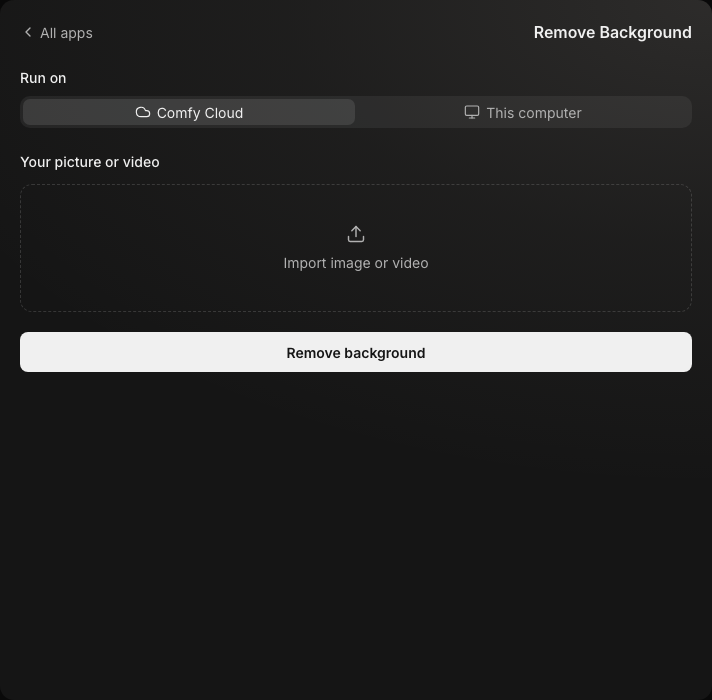 All apps
Remove Background
Run on
Comfy Cloud
This computer
Your picture or video
Import image or video
Remove background